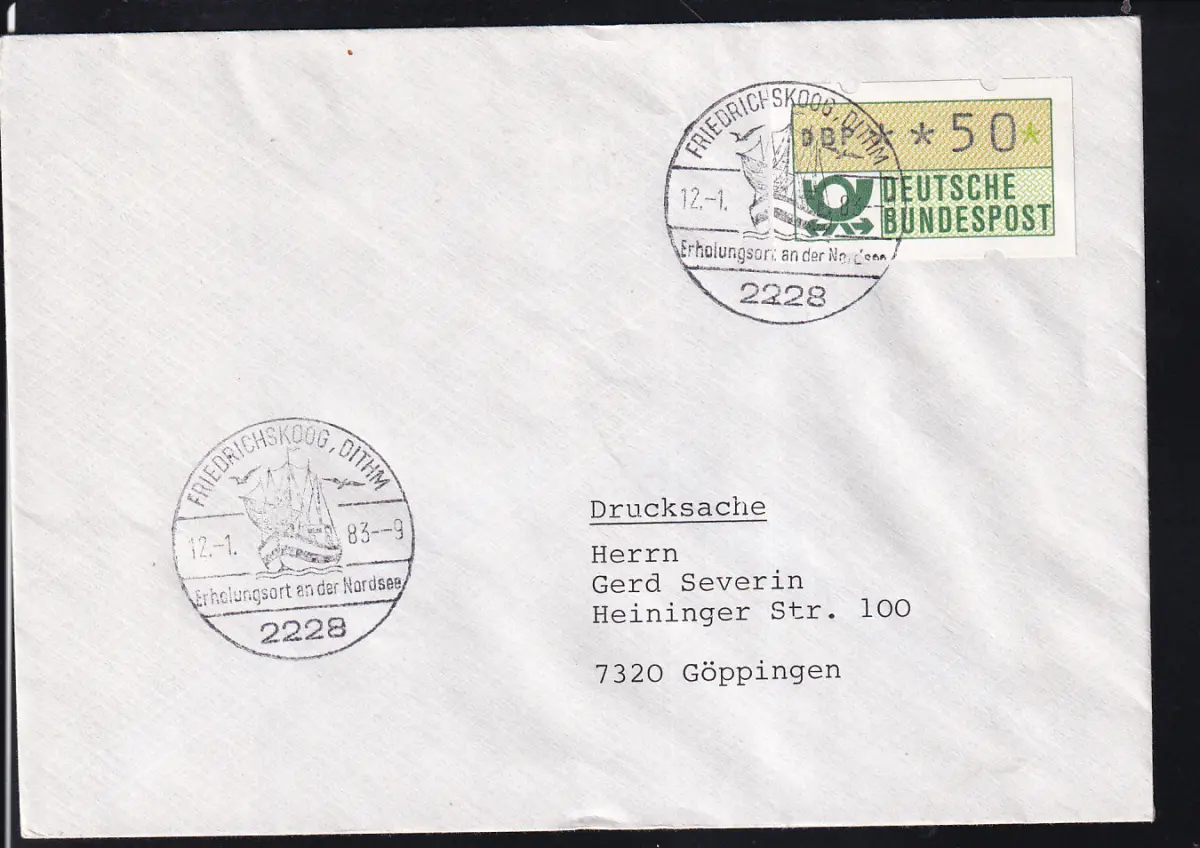 FRIEDRICHSKOOG, DITHM
DBP **50*
12.-1. 83--
DEUTSCHE
BUNDESPOST
Erholungsort an der Nordsee
2228
FRIEDRICHSKOOG, DITHM
12.-1. 83--9
Erholungsort an der Nordsee
2228
Drucksache
Herrn
Gerd Severin
Heininger Str. 100
7320 Göppingen